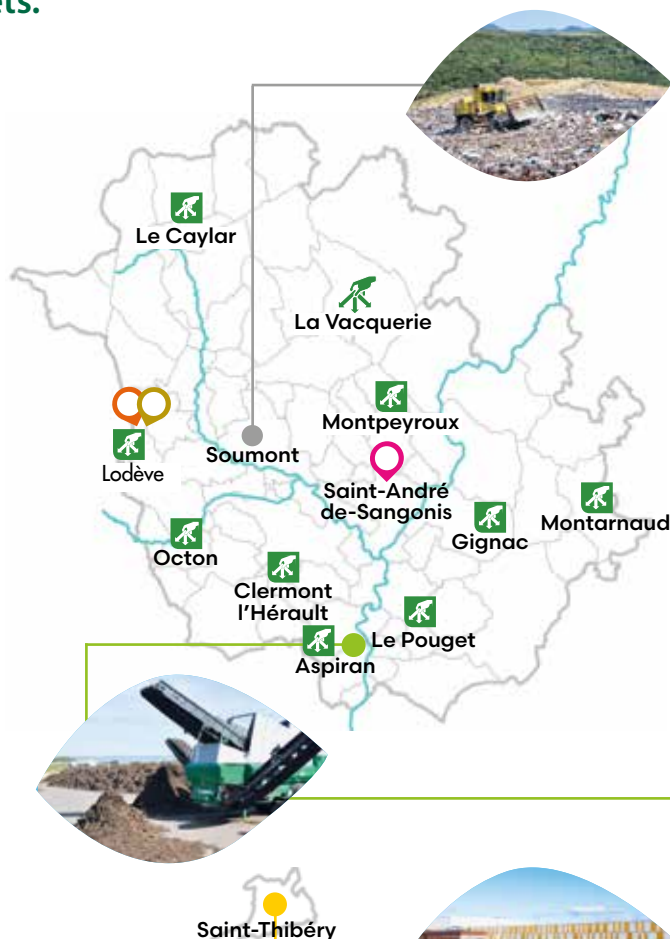 ets.
Le Caylar
La Vacquerie
Montpeyroux
Soumont
Lodève
Saint-André
de-Sangonis
Montarnaud
Gignac
Octon
Clermont
l'Hérault
Le Pouget
Aspiran
Saint-Thibéry